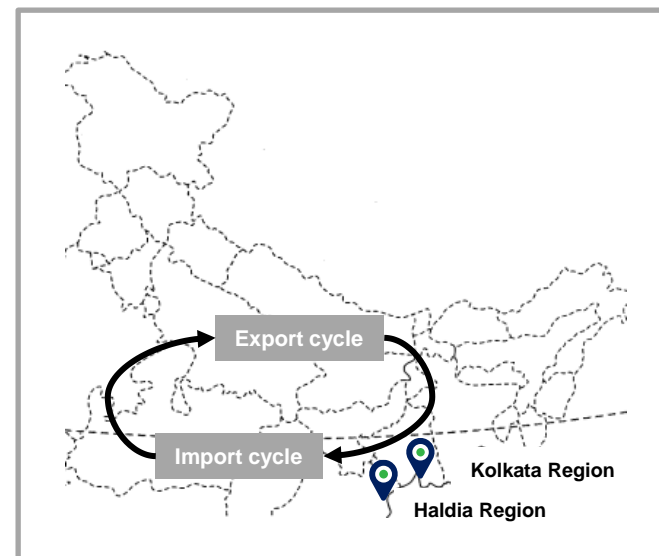 Export cycle
Import cycle
Kolkata Region
Haldia Region